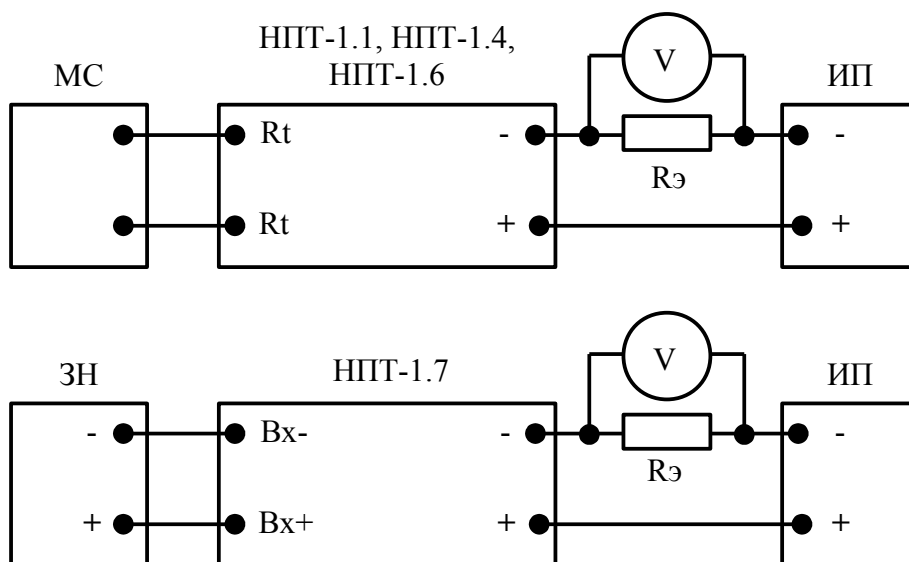 НПТ-1.1, НПТ-1.4,
НПТ-1.6
МС
V
ИП
Rt
-
-
Rэ
Rt
+
+
ЗН
НПТ-1.7
V
ИП
-
Вх-
-
-
Rэ
+
Вх+
+
+